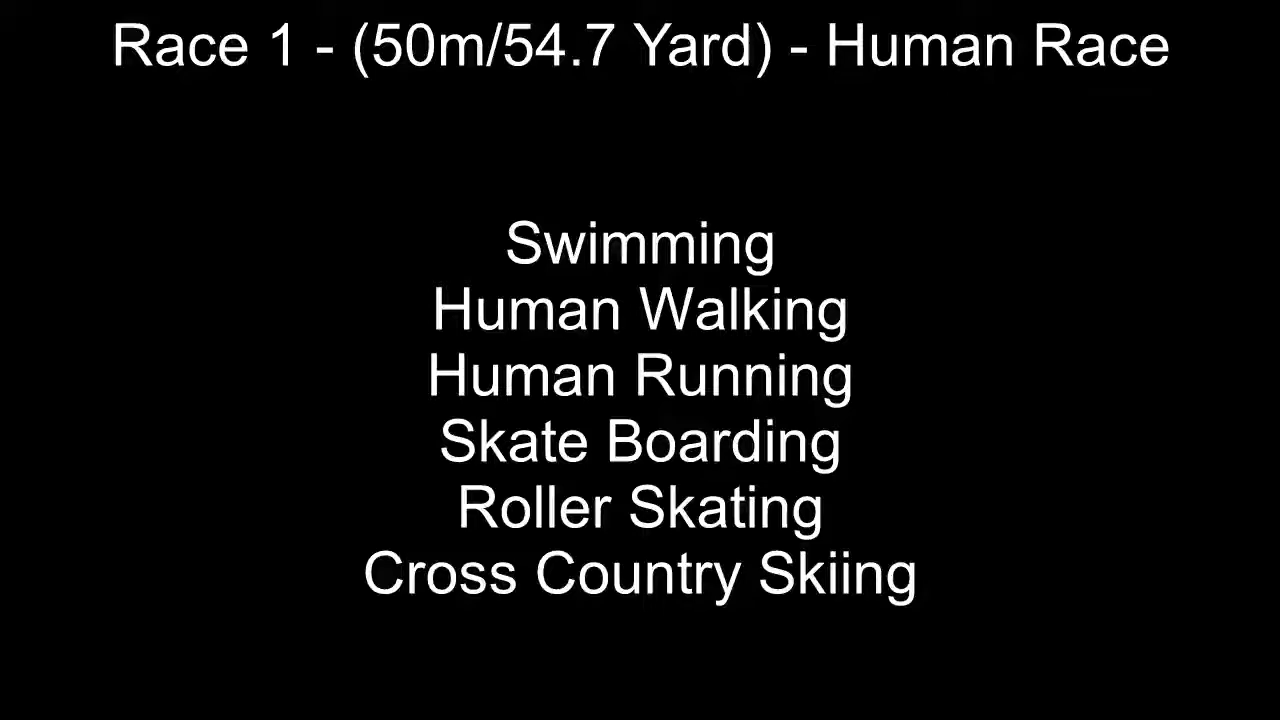 Race 1 - (50m/54.7 Yard) - Human Race
Swimming
Human Walking
Human Running
Skate Boarding
Roller Skating
Cross Country Skiing